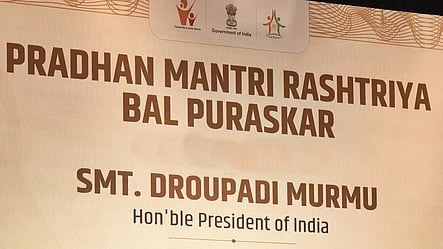 Government of India
PRADHAN MANTRI RASHTRIYA
BAL PURASKAR
SMT. DROUPADI MURMU
Hon'ble President of India